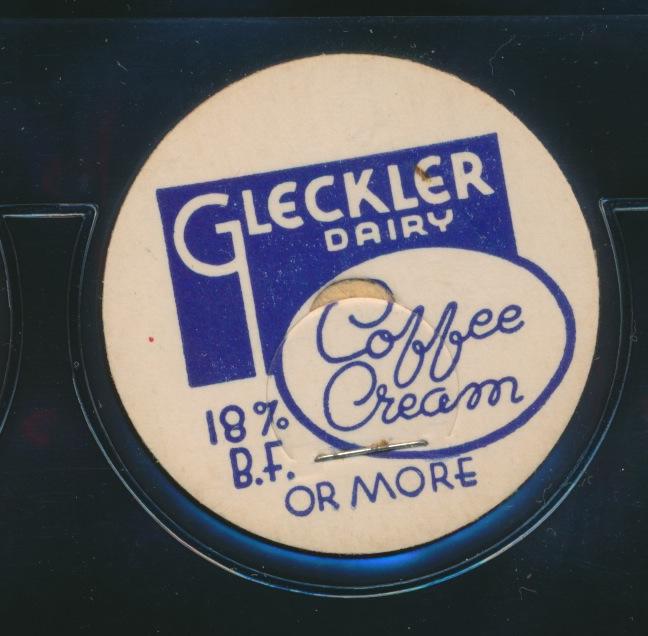 GLECKLER
DAIRY
Coffee
Cream
18%
B.F.
OR MORE